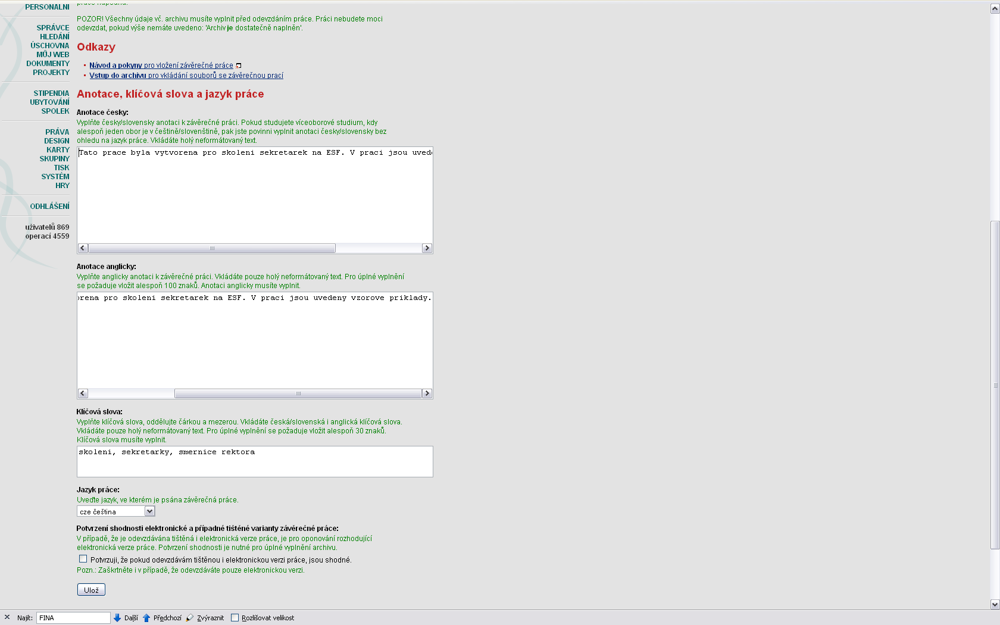 PERSONALNI
SPRÁVCE
HLEDÁNÍ
ÚSCHOVNA
MŮJ WEB
DOKUMENTY
PROJEKTY
STIPENDIA
UBYTOVÁNÍ
SPOLEK
PRÁVA
DESIGN
KARTY
SKUPINY
TISK
SYSTÉM
HRY
ODHLÁŠENÍ
uživatelů 869
operací 4559
POZOR! Všechny údaje vč. archivu musíte vyplnit před odevzdáním práce. Práci nebudete moci
odevzdat, pokud výše nemáte uvedeno: 'Archiv je dostatečně naplněn'.
Odkazy
Návod a pokyny pro vložení závěrečné práce
Vstup do archivu pro vkládání souborů se závěrečnou prací
Anotace, klíčová slova a jazyk práce
Anotace česky:
Vyplňte česky/slovensky anotaci k závěrečné práci. Pokud studujete víceoborové studium, kdy
alespoň jeden obor je v češtině/slovenštině, pak jste povinni vyplnit anotaci česky/slovensky bez
ohledu na jazyk práce. Vkládáte holý neformátovaný text.
Tato prace byla vytvorena pro skoleni sekretarek na ESF. V praci jsou uved
Anotace anglicky:
Vyplňte anglicky anotaci k závěrečné práci. Vkládáte pouze holý neformátovaný text. Pro úplné vyplnění
se požaduje vložit alespoň 100 znaků. Anotaci anglicky musíte vyplnit.
orena pro skoleni sekretarek na ESF. V praci jsou uvedeny vzorove priklady.
Klíčová slova:
Vyplňte klíčová slova, oddělujte čárkou a mezerou. Vkládáte česká/slovenská i anglická klíčová slova.
Vkládáte pouze holý neformátovaný text. Pro úplné vyplnění se požaduje vložit alespoň 30 znaků.
Klíčová slova musíte vyplnit.
skoleni, sekretarky, smernice rektora
Jazyk práce:
Uveďte jazyk, ve kterém je psána závěrečná práce.
cze čeština
Potvrzení shodnosti elektronické a případné tištěné varianty závěrečné práce:
V případě, že je odevzdávána tištěná i elektronická verze práce, je pro oponování rozhodující
elektronická verze práce. Potvrzení shodnosti je nutné pro úplné vyplnění archivu.
Potvrzuji, že pokud odevzdávám tištěnou i elektronickou verzi práce, jsou shodné.
Pozn.: Zaškrtněte i v případě, že odevzdáváte pouze elektronickou verzi.
Ulož
Najít: FINA Další Předchozí Zvýraznit Rozlišovat velikost